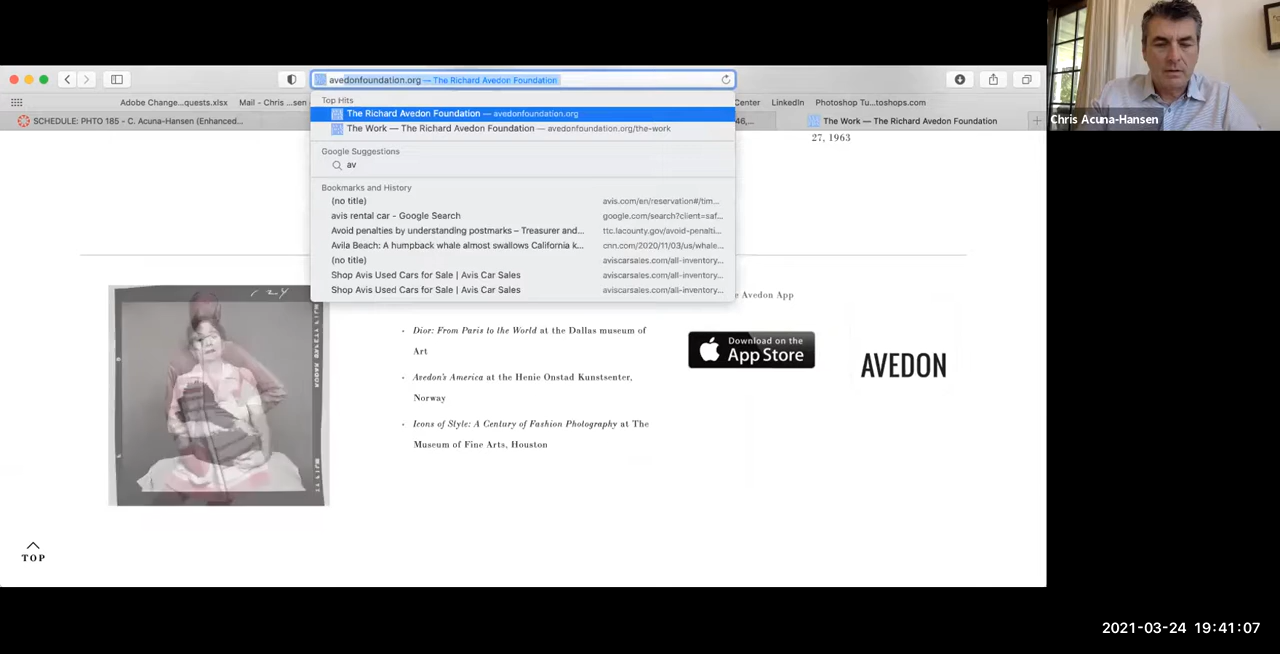 avedonfoundation.org — The Richard Avedon Foundation
Adobe Change...quests.xlsx
Mail - Chris ...sen
Center
LinkedIn
Photoshop Tu...toshops.com
SCHEDULE: PHTO 185 - C. Acuna-Hansen (Enhanced...
46,...
The Work — The Richard Avedon Foundation
Chris Acuna-Hansen
Top Hits
The Richard Avedon Foundation — avedonfoundation.org
The Work — The Richard Avedon Foundation — avedonfoundation.org/the-work
Google Suggestions
av
Bookmarks and History
(no title) avis.com/en/reservation#/tim...
avis rental car - Google Search google.com/search?client=saf...
Avoid penalties by understanding postmarks – Treasurer and... ttc.lacounty.gov/avoid-penalti...
Avila Beach: A humpback whale almost swallows California k... cnn.com/2020/11/03/us/whale...
(no title) aviscarsales.com/all-inventory...
Shop Avis Used Cars for Sale | Avis Car Sales aviscarsales.com/all-inventory...
Shop Avis Used Cars for Sale | Avis Car Sales aviscarsales.com/all-inventory...
27, 1963
e Avedon App
• Dior: From Paris to the World at the Dallas museum of
Art
• Avedon's America at the Henie Onstad Kunstsenter,
Norway
• Icons of Style: A Century of Fashion Photography at The
Museum of Fine Arts, Houston
Download on the
App Store
AVEDON
TOP
2021-03-24 19:41:07